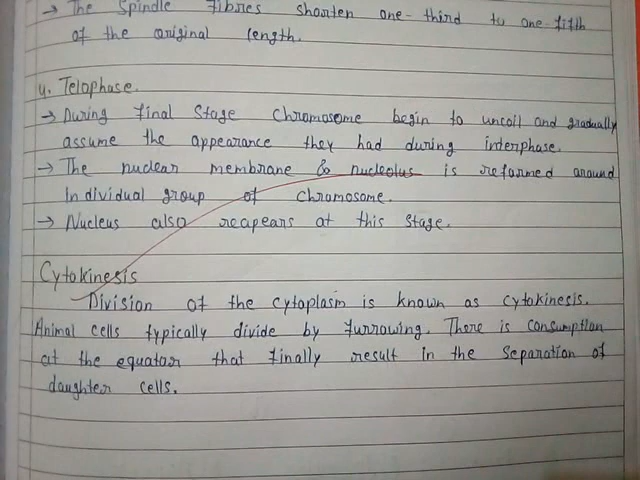 → The Spindle Fibres shorten one-third to one-fifth
of the original length.
4. Telophase.
→ During final stage chromosome begin to uncoil and gradually
assume the appearance they had during interphase.
→ The nuclear membrane & nucleolus is reformed around
Individual group of chromosome.
→ Nucleus also reapears at this stage.
Cytokinesis
Division of the cytoplasm is known as cytokinesis.
Animal cells typically divide by furrowing. There is consumption
at the equator that finally result in the separation of
daughter cells.